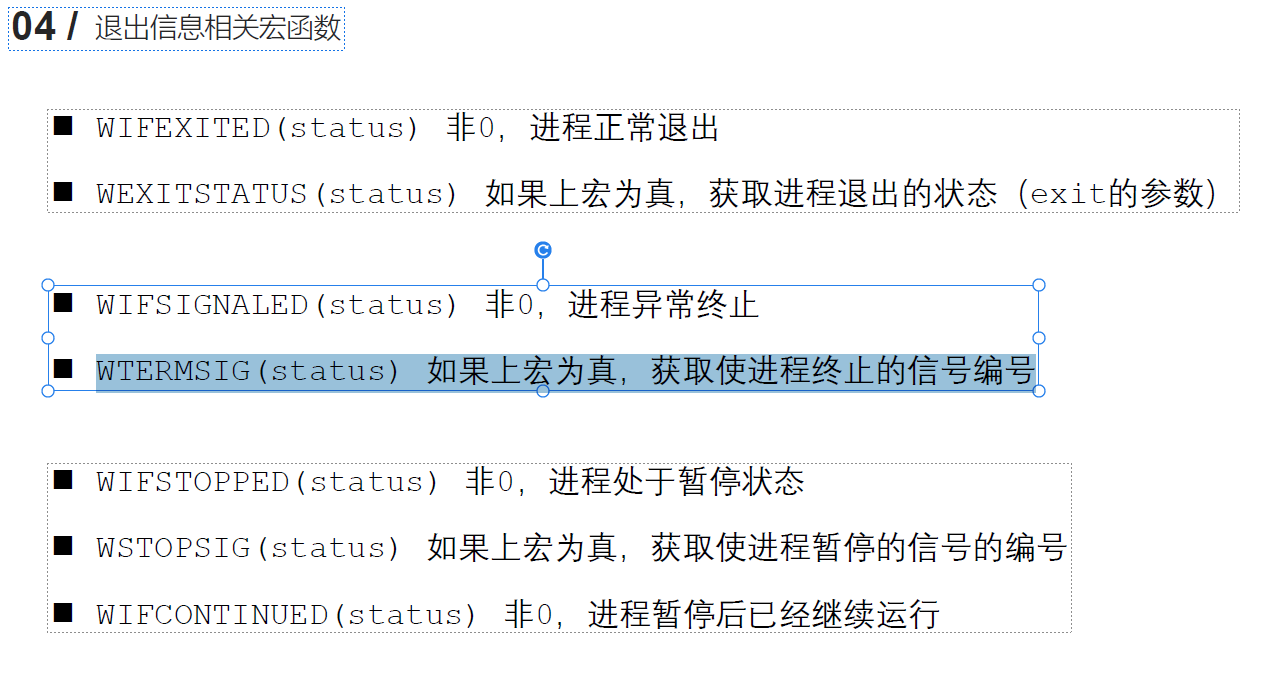 04 / 退出信息相关宏函数
■ WIFEXITED(status) 非0，进程正常退出
■ WEXITSTATUS(status) 如果上宏为真，获取进程退出的状态（exit的参数）
■ WIFSIGNALED(status) 非0，进程异常终止
■ WTERMSIG(status) 如果上宏为真，获取使进程终止的信号编号
■ WIFSTOPPED(status) 非0，进程处于暂停状态
■ WSTOPSIG(status) 如果上宏为真，获取使进程暂停的信号的编号
■ WIFCONTINUED(status) 非0，进程暂停后已经继续运行